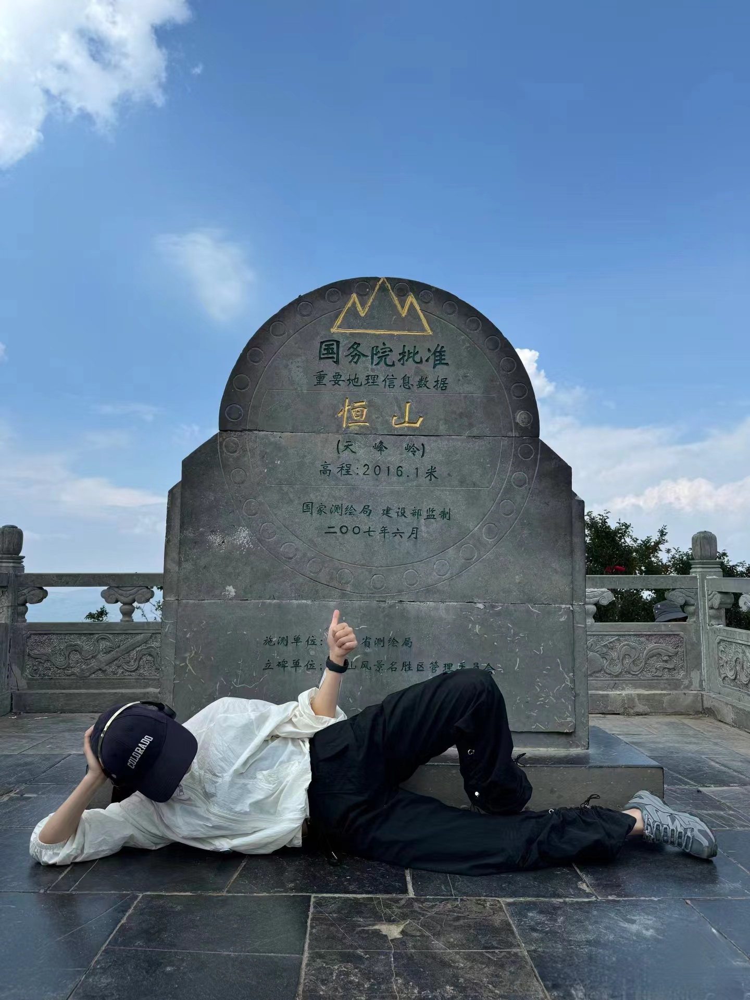 国务院批准
重要地理信息数据
恒山
(天峰岭)
高程:2016.1米
国家测绘局 建设部监制
二〇〇七年六月
施测单位: 省测绘局
立碑单位: 山风景名胜区管理委员会
COLORADO